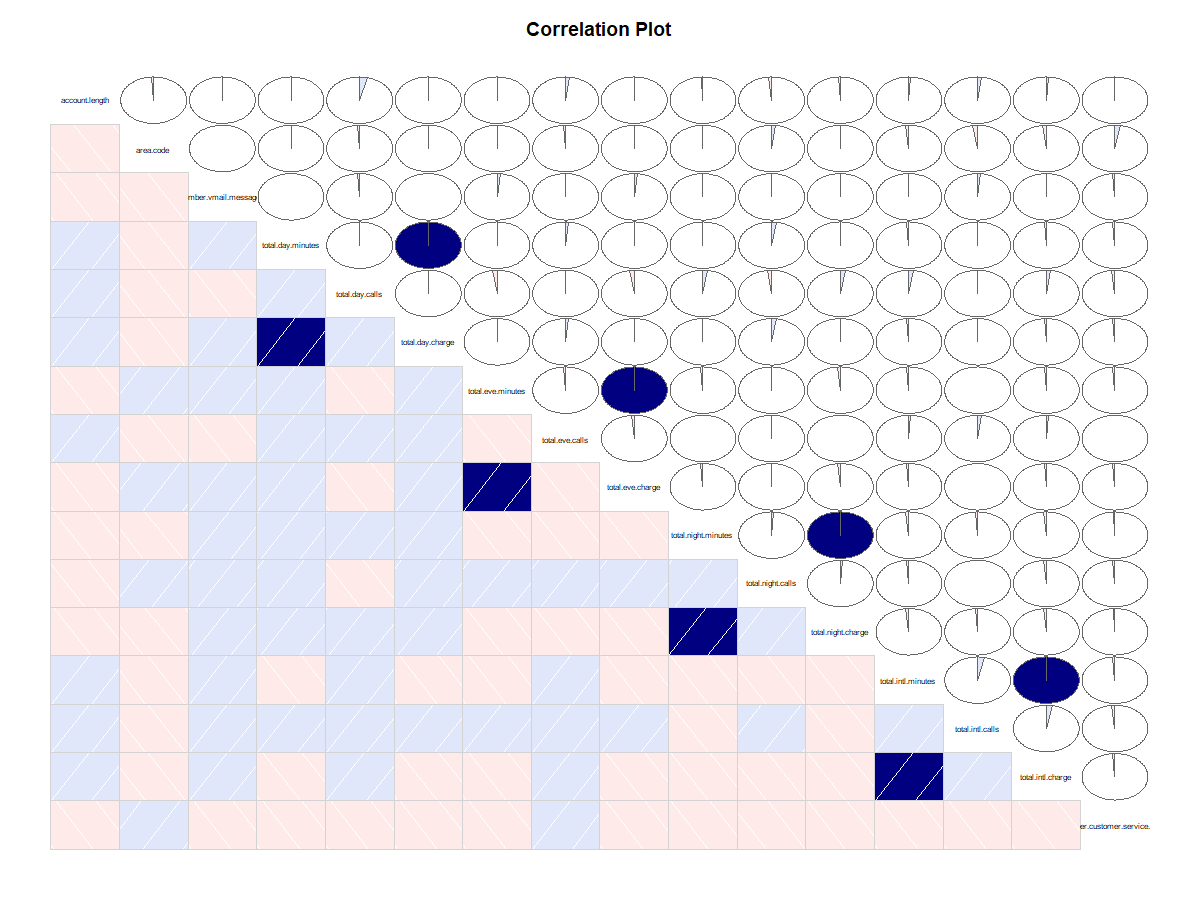 Correlation Plot
account.length
area.code
mber.vmail.messag
total.day.minutes
total.day.calls
total.day.charge
total.eve.minutes
total.eve.calls
total.eve.charge
total.night.minutes
total.night.calls
total.night.charge
total.intl.minutes
total.intl.calls
total.intl.charge
er.customer.service.